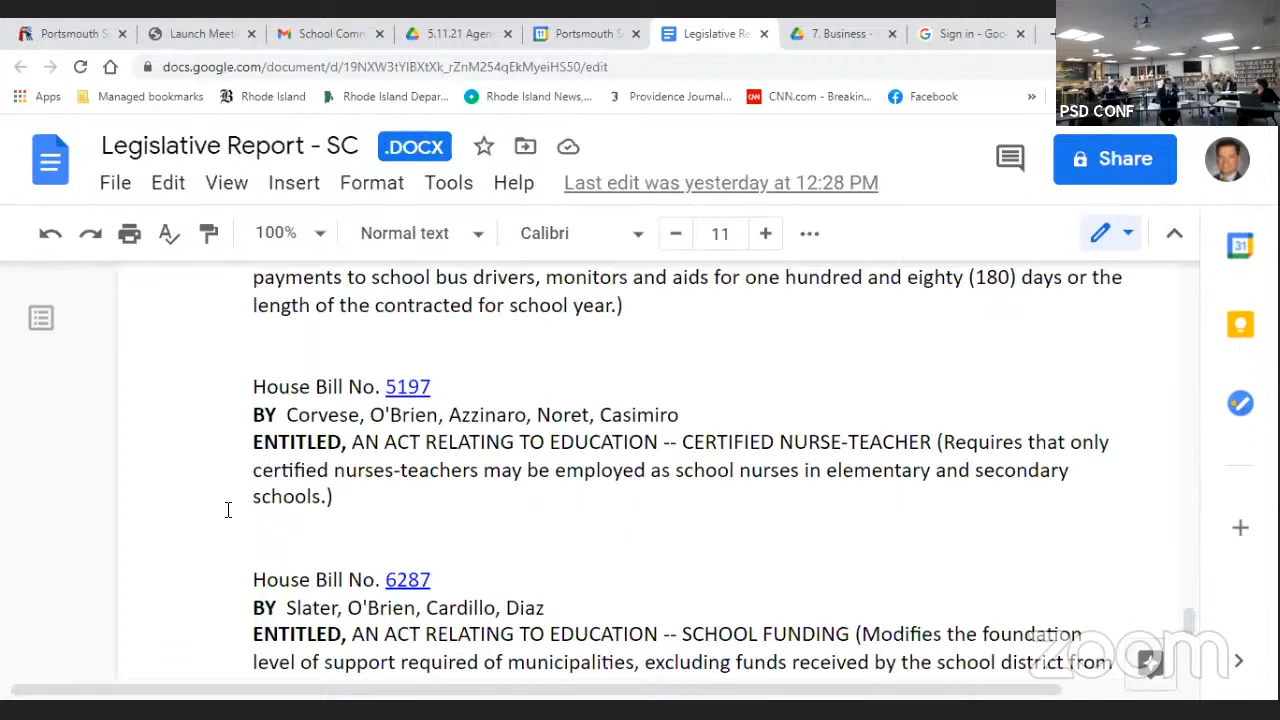 Portsmouth S
Launch Meeti
School Comm
5.11.21 Agen
Portsmouth S
Legislative Re
7. Business -
Sign in - Goo
docs.google.com/document/d/19NXW3tYIBXtXk_rZnM254qEkMyeiHS50/edit
Apps
Managed bookmarks
Rhode Island
Rhode Island Depar...
Rhode Island News,...
Providence Journal...
CNN.com - Breakin...
Facebook
PSD CONF
Legislative Report - SC
.DOCX
Share
File Edit View Insert Format Tools Help
Last edit was yesterday at 12:28 PM
100%
Normal text
Calibri
11
31
payments to school bus drivers, monitors and aids for one hundred and eighty (180) days or the
length of the contracted for school year.)
House Bill No. 5197
BY Corvese, O'Brien, Azzinaro, Noret, Casimiro
ENTITLED, AN ACT RELATING TO EDUCATION -- CERTIFIED NURSE-TEACHER (Requires that only
certified nurses-teachers may be employed as school nurses in elementary and secondary
schools.)
House Bill No. 6287
BY Slater, O'Brien, Cardillo, Diaz
ENTITLED, AN ACT RELATING TO EDUCATION -- SCHOOL FUNDING (Modifies the foundation
level of support required of municipalities, excluding funds received by the school district from
zoom